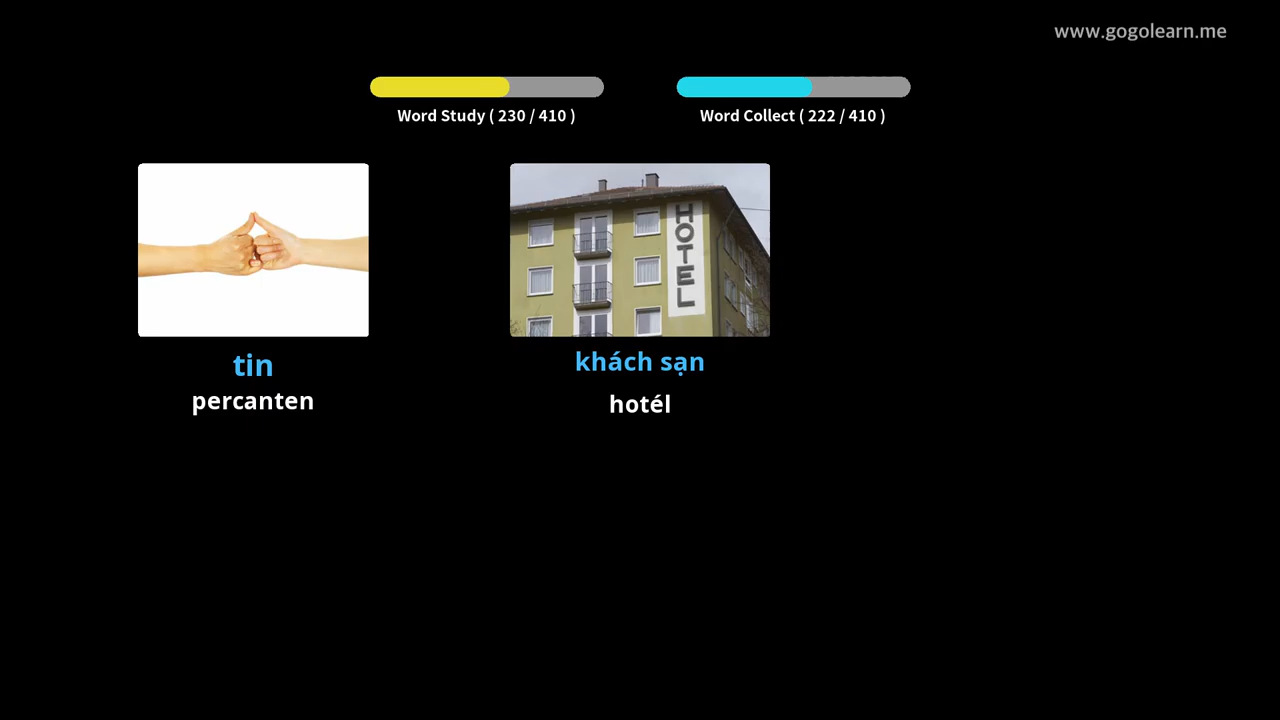 www.gogolearn.me
Word Study ( 230 / 410 )
Word Collect ( 222 / 410 )
HOTEL
tin
percanten
khách sạn
hotél